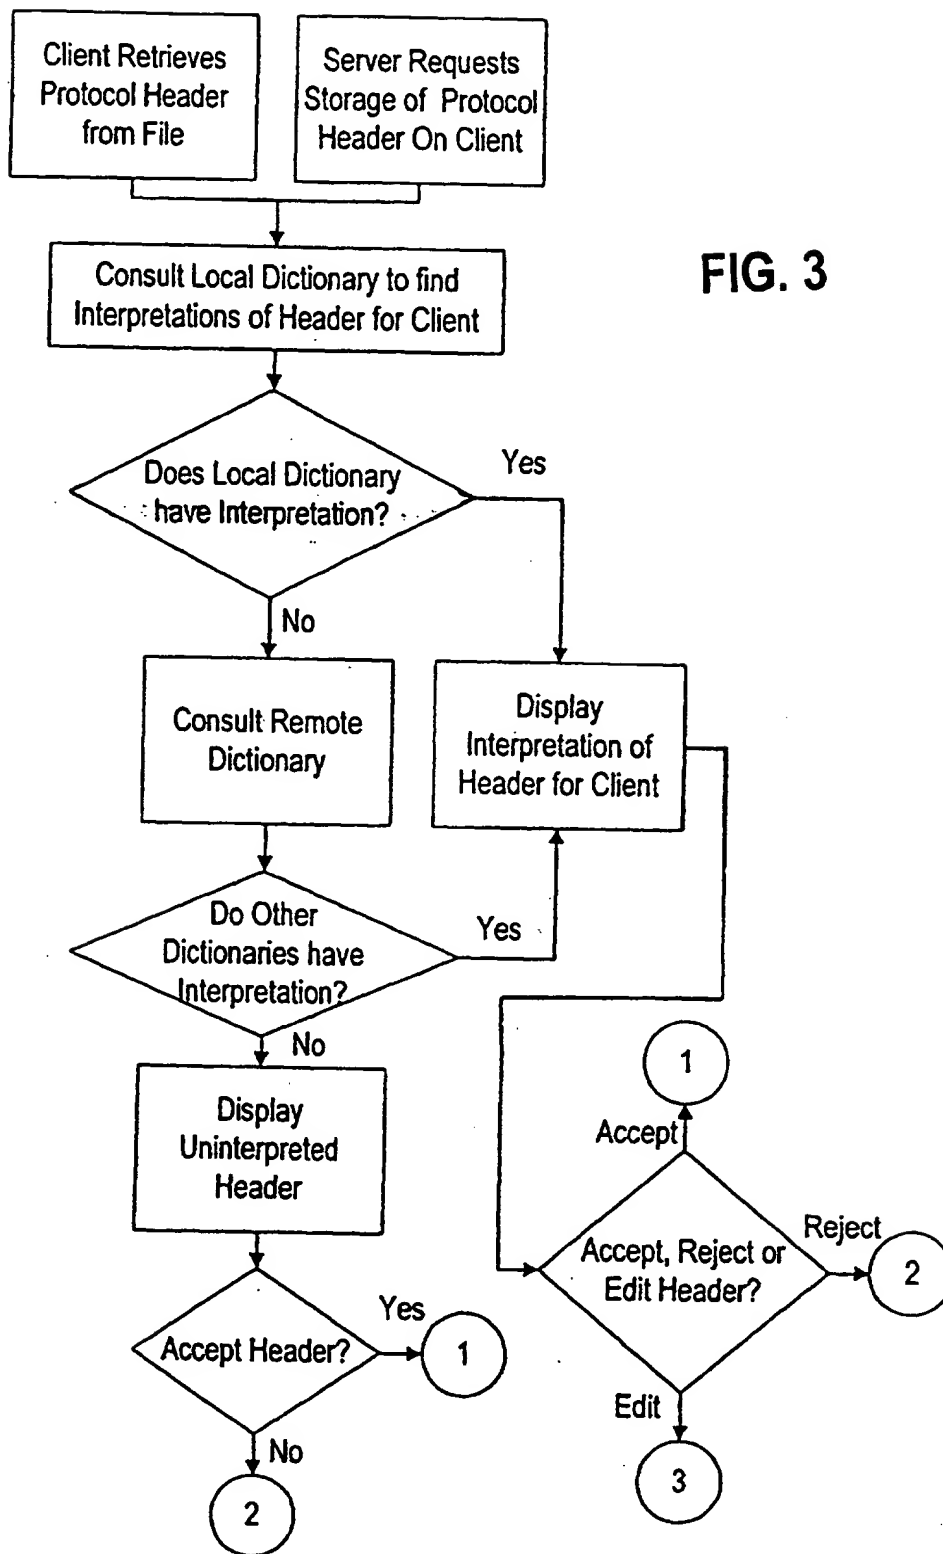 Client Retrieves
Protocol Header
from File
Server Requests
Storage of Protocol
Header On Client
Consult Local Dictionary to find
Interpretations of Header for Client
FIG. 3
Does Local Dictionary
have Interpretation?
Yes
No
Consult Remote
Dictionary
Display
Interpretation of
Header for Client
Do Other
Dictionaries have
Interpretation?
Yes
No
Display
Uninterpreted
Header
1
Accept
Accept, Reject or
Edit Header?
Reject
2
Accept Header?
Yes
1
Edit
3
No
2